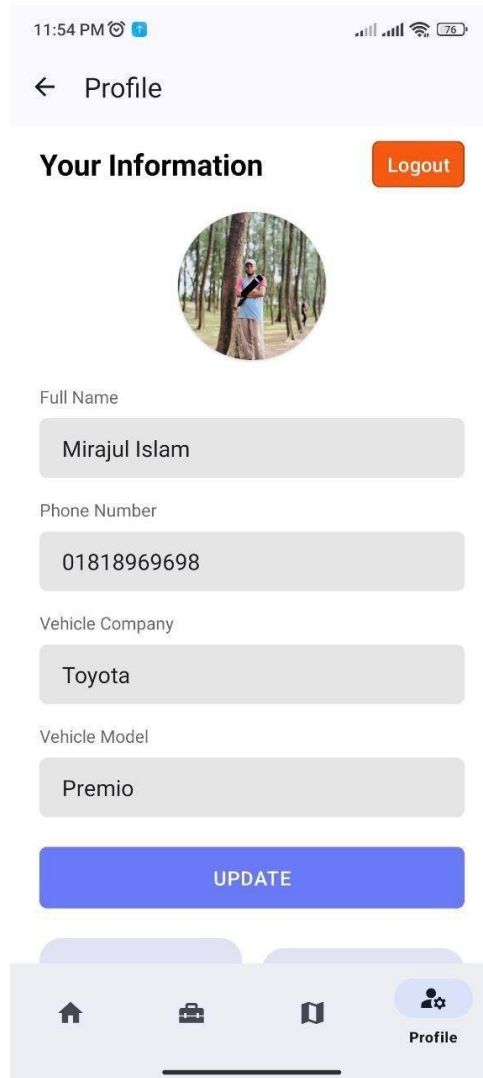 11:54 PM 76
Profile
Your Information
Logout
Full Name
Mirajul Islam
Phone Number
01818969698
Vehicle Company
Toyota
Vehicle Model
Premio
UPDATE
Profile